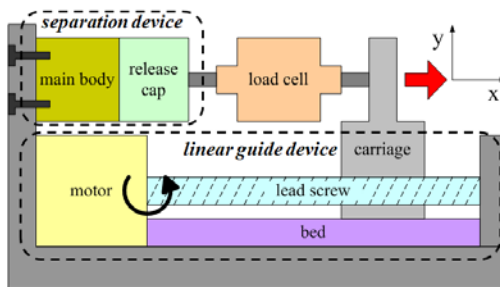 separation device
main body
release
cap
load cell
y
x
linear guide device
carriage
motor
lead screw
bed